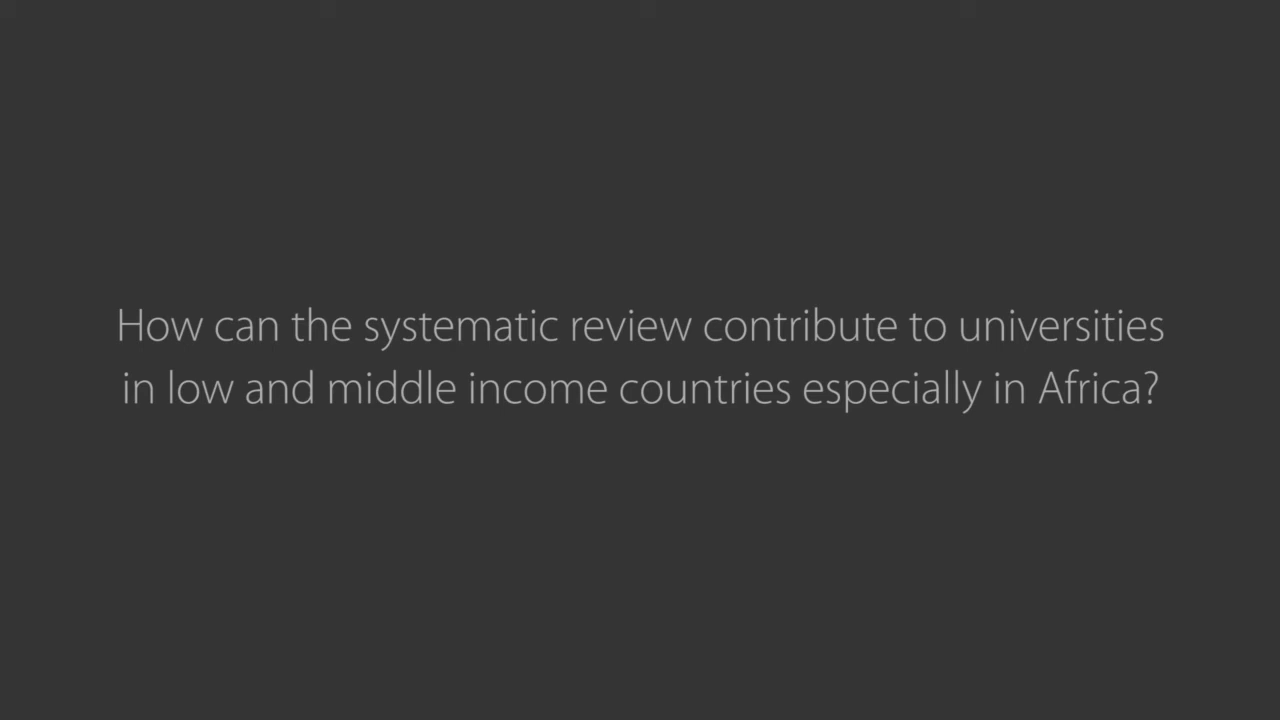 How can the systematic review contribute to universities
in low and middle income countries especially in Africa?